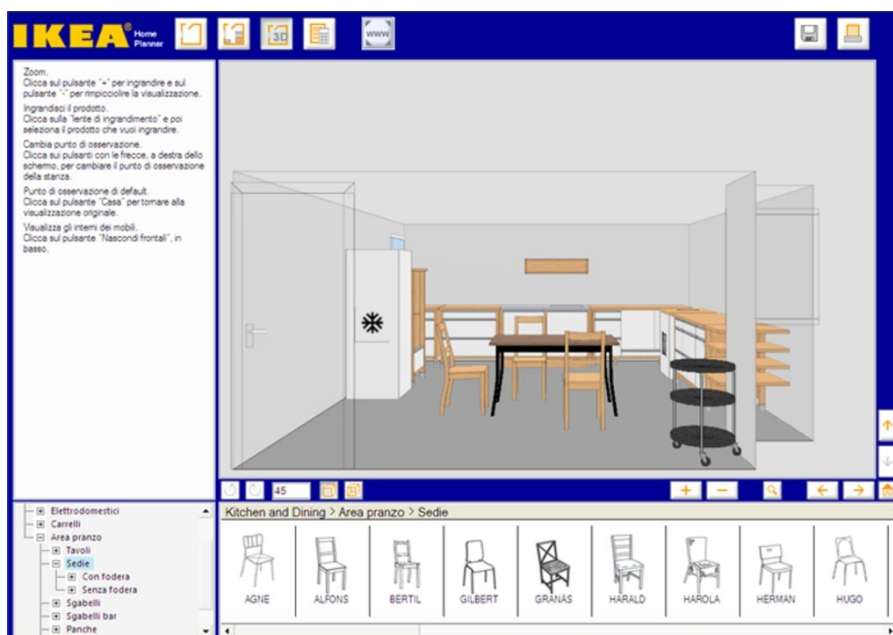 IKEA® Home
Planner
3D
www
Zoom.
Clicca sul pulsante "+" per ingrandire e sul
pulsante "-" per rimpicciolire la visualizzazione.
Ingrandisci il prodotto.
Clicca sulla "lente di ingrandimento" e poi
seleziona il prodotto che vuoi ingrandire.
Cambia punto di osservazione.
Clicca sui pulsanti con le frecce, a destra dello
schermo, per cambiare il punto di osservazione
della stanza.
Punto di osservazione di default.
Clicca sul pulsante "Casa" per tornare alla
visualizzazione originale.
Visualizza gli interni dei mobili.
Clicca sul pulsante "Nascondi frontali", in
basso.
45
Elettrodomestici
Carrelli
Area pranzo
Tavoli
Sedie
Con fodera
Senza fodera
Sgabelli
Sgabelli bar
Panche
Kitchen and Dining > Area pranzo > Sedie
AGNE ALFONS BERTIL GILBERT GRANÅS HARALD HAROLA HERMAN HUGO